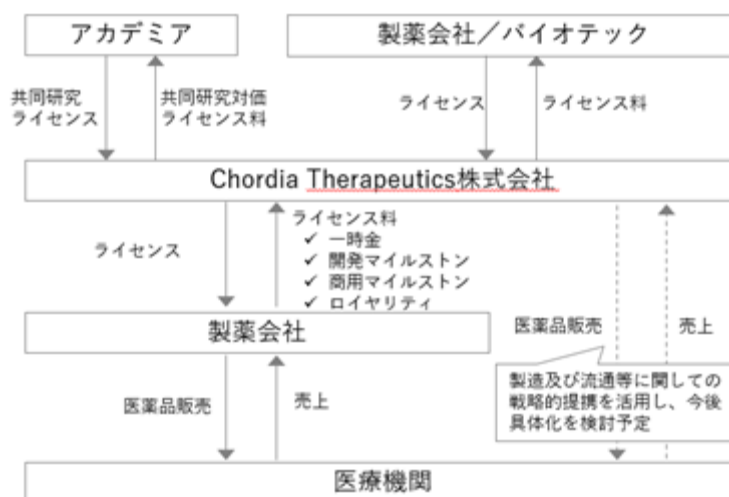 アカデミア
製薬会社／バイオテック
共同研究
ライセンス
共同研究対価
ライセンス料
ライセンス
ライセンス料
Chordia Therapeutics株式会社
ライセンス
ライセンス料
✓ 一時金
✓ 開発マイルストン
✓ 商用マイルストン
✓ ロイヤリティ
製薬会社
医薬品販売
売上
医薬品販売
売上
製造及び流通等に関しての
戦略的提携を活用し、今後
具体化を検討予定
医療機関